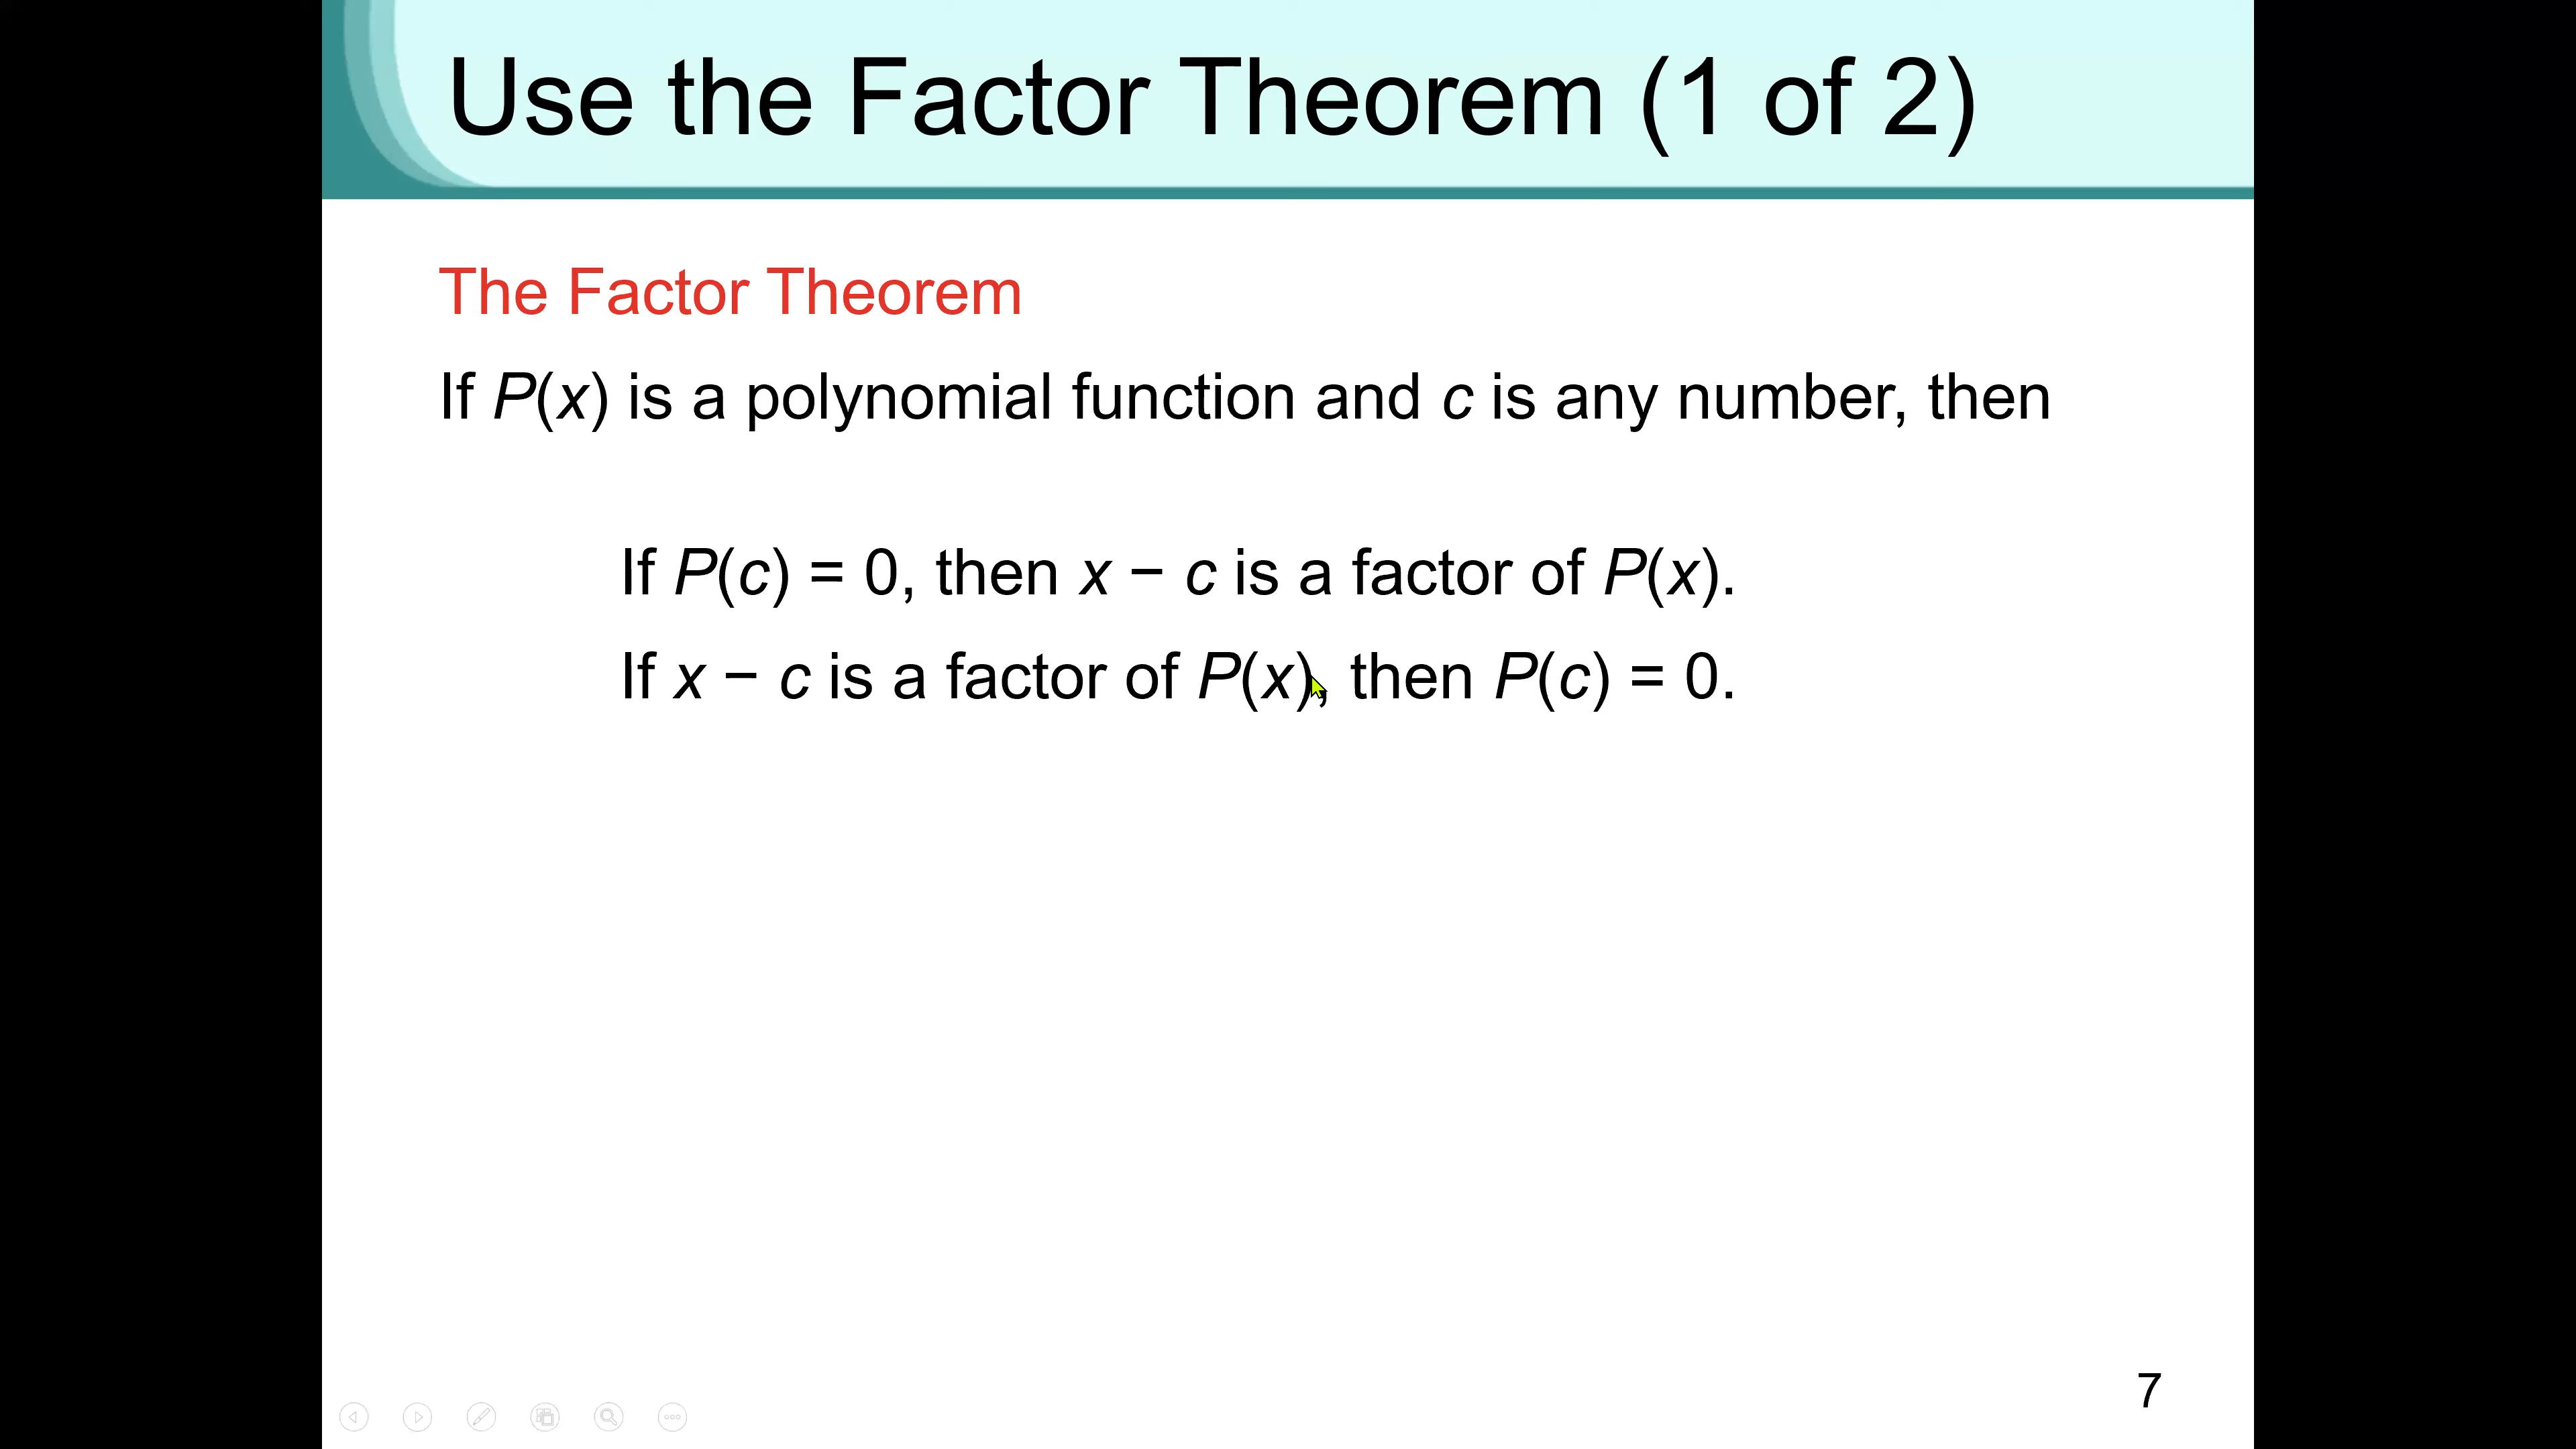 Use the Factor Theorem (1 of 2)
The Factor Theorem
If P(x) is a polynomial function and c is any number, then
If P(c) = 0, then x − c is a factor of P(x).
If x − c is a factor of P(x), then P(c) = 0.
7